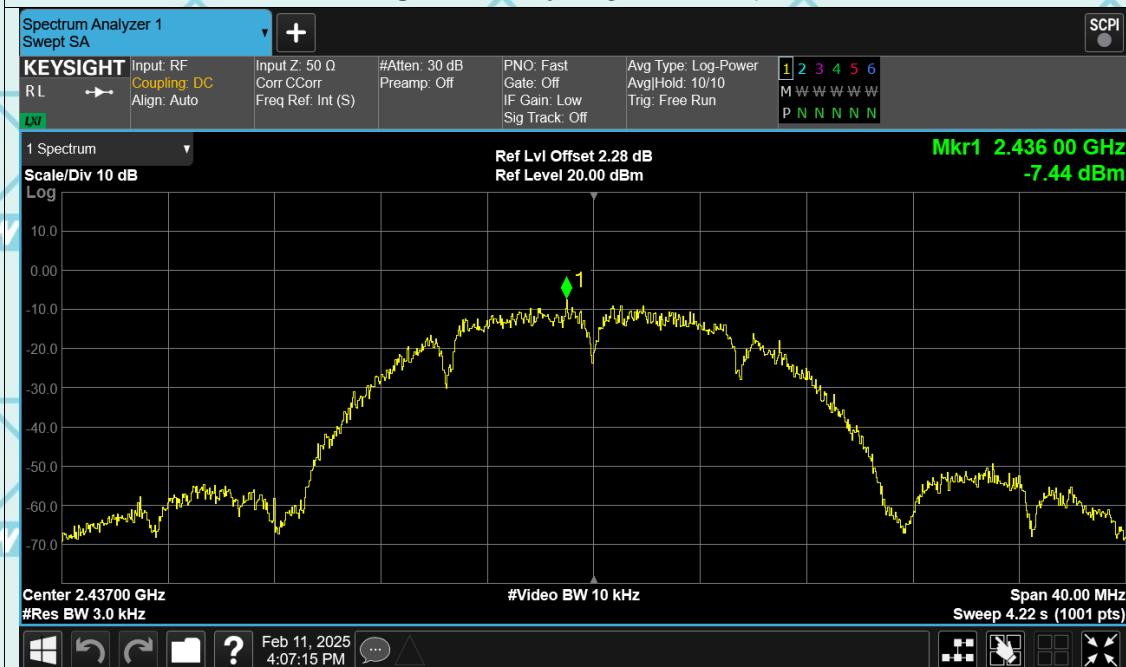 Spectrum Analyzer 1
Swept SA
+
SCPI
KEYSIGHT
RL
LXI
Input: RF
Coupling: DC
Align: Auto
Input Z: 50 Ω
Corr CCorr
Freq Ref: Int (S)
#Atten: 30 dB
Preamp: Off
PNO: Fast
Gate: Off
IF Gain: Low
Sig Track: Off
Avg Type: Log-Power
Avg|Hold: 10/10
Trig: Free Run
1 2 3 4 5 6
M W W W W W
P N N N N N
1 Spectrum
Scale/Div 10 dB
Log
Ref Lvl Offset 2.28 dB
Ref Level 20.00 dBm
Mkr1 2.436 00 GHz
-7.44 dBm
10.0
0.00
-10.0
-20.0
-30.0
-40.0
-50.0
-60.0
-70.0
1
Center 2.43700 GHz
#Res BW 3.0 kHz
#Video BW 10 kHz
Span 40.00 MHz
Sweep 4.22 s (1001 pts)
?
Feb 11, 2025
4:07:15 PM